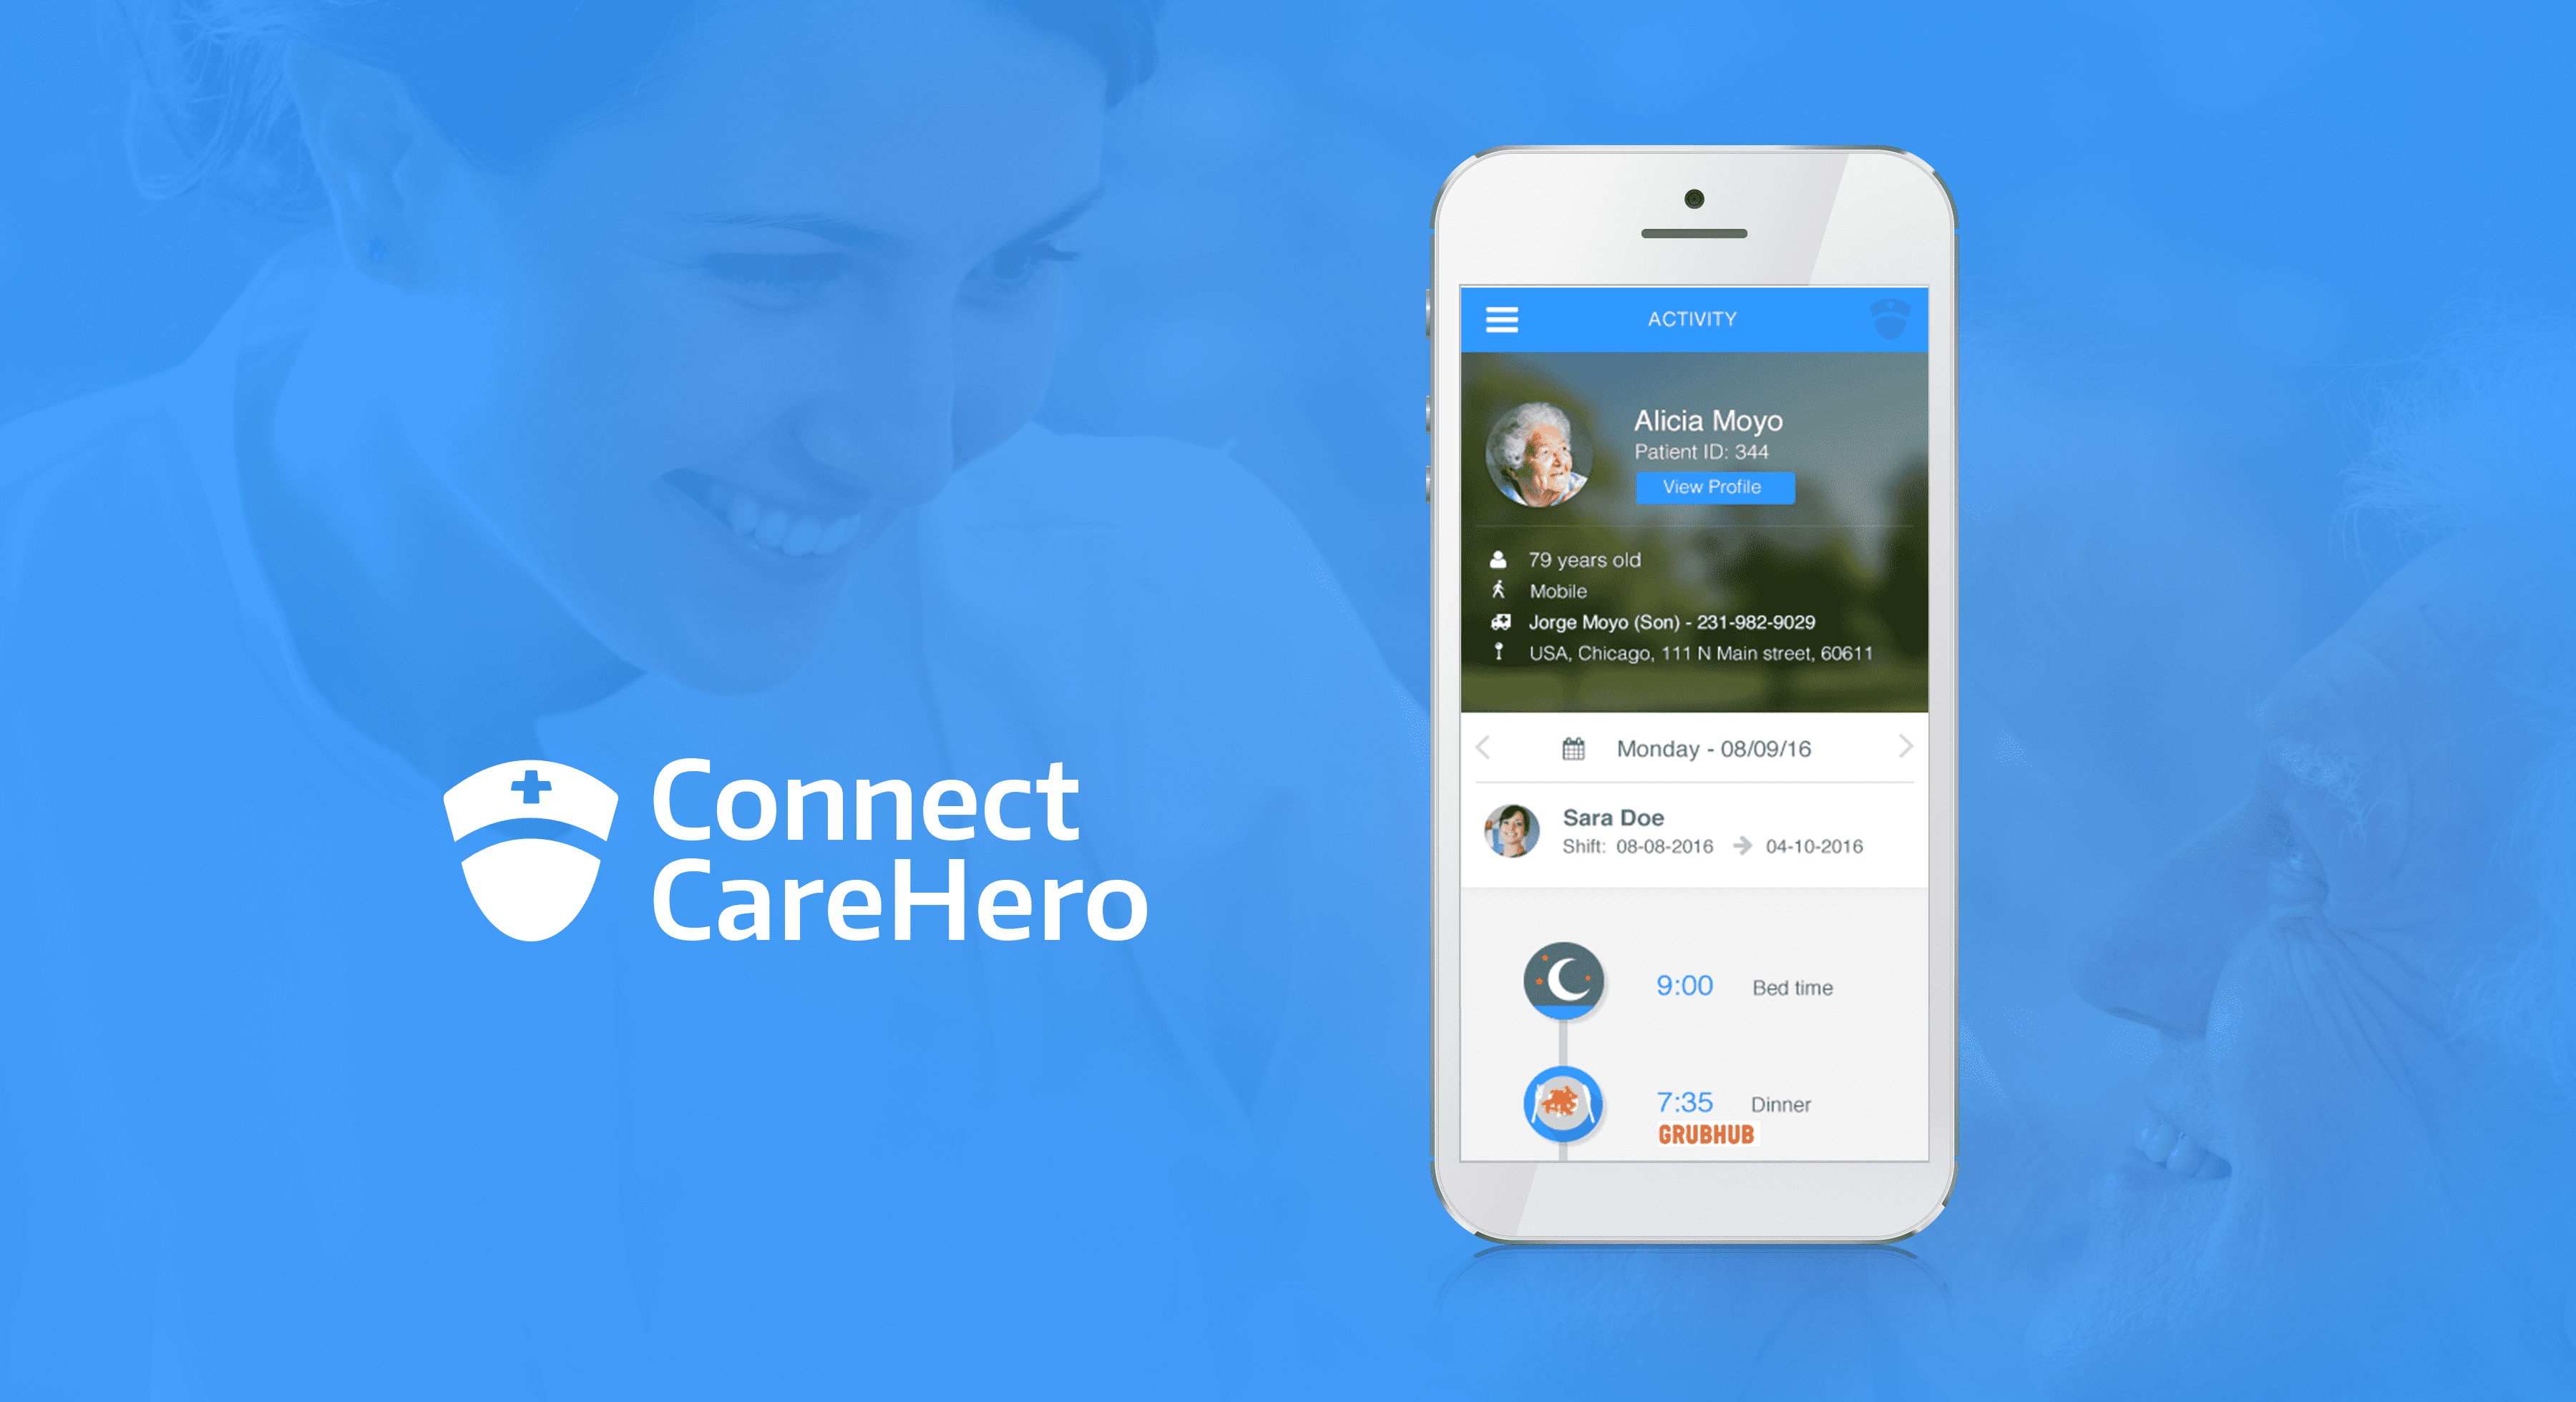 Connect
CareHero
ACTIVITY
Alicia Moyo
Patient ID: 344
View Profile
79 years old
Mobile
Jorge Moyo (Son) - 231-982-9029
USA, Chicago, 111 N Main street, 60611
Monday - 08/09/16
Sara Doe
Shift: 08-08-2016 04-10-2016
9:00 Bed time
7:35 Dinner
GRUBHUB